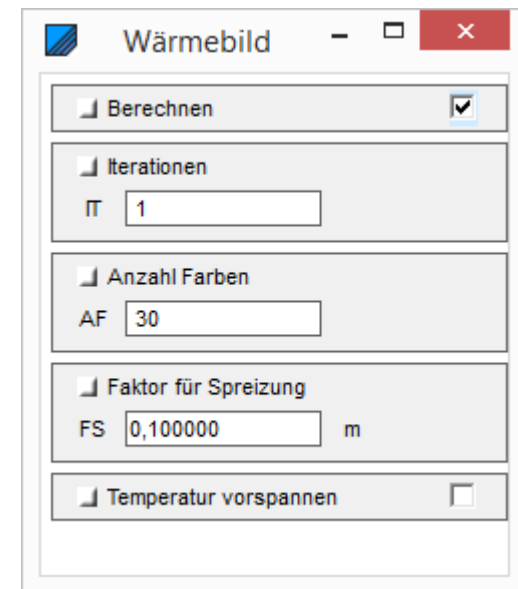 Wärmebild
Berechnen
Iterationen
IT 1
Anzahl Farben
AF 30
Faktor für Spreizung
FS 0,100000 m
Temperatur vorspannen